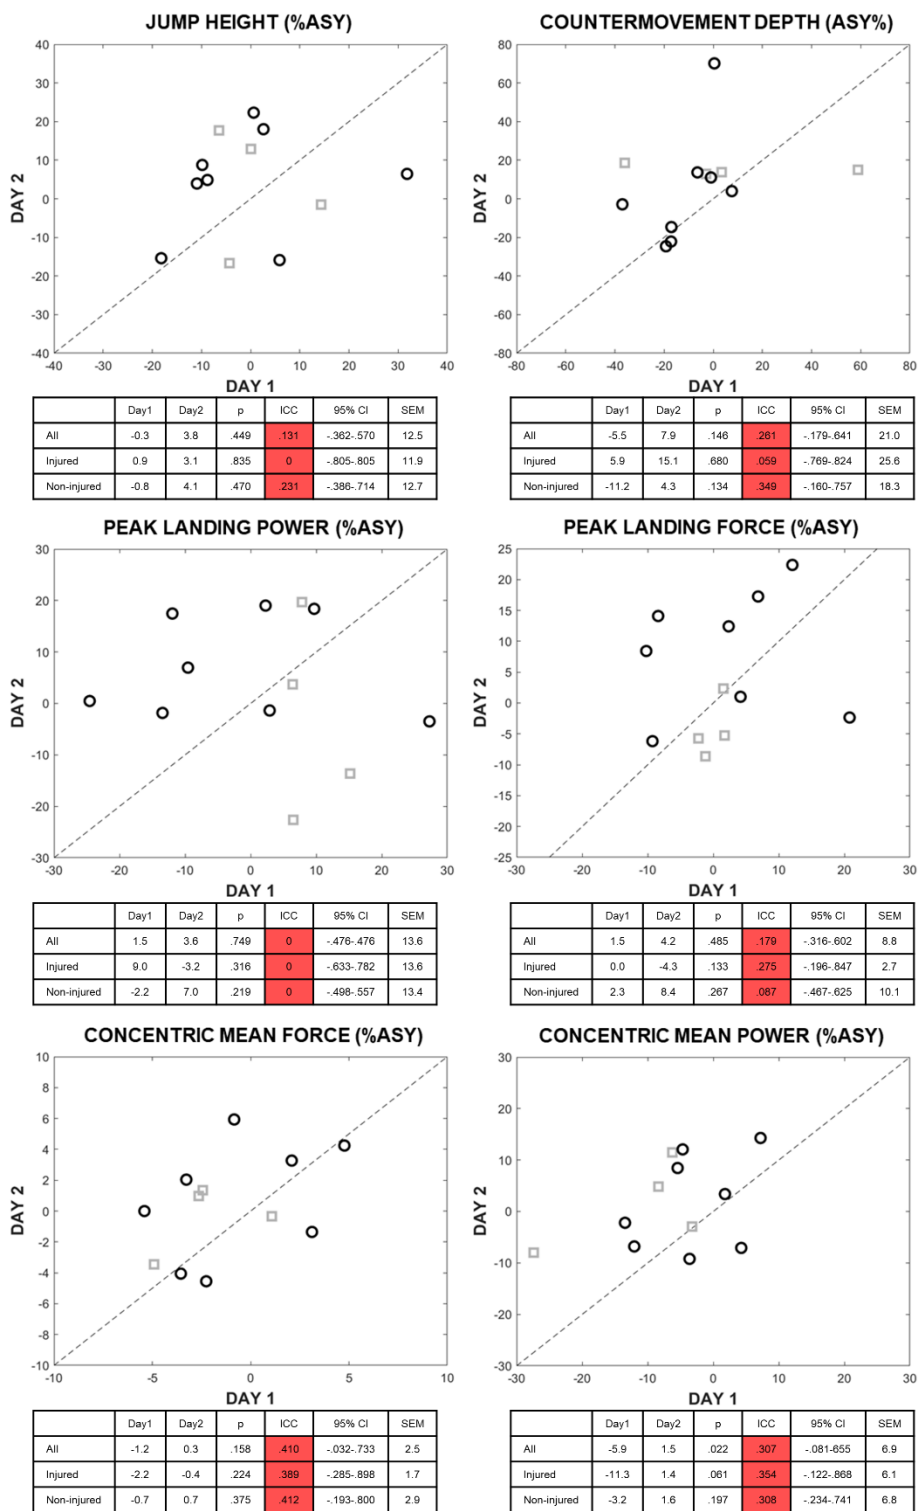 JUMP HEIGHT (%ASY)
40
30
20
10
0
-10
-20
-30
-40
DAY 2
-40 -30 -20 -10 0 10 20 30 40
DAY 1
Day1 Day2 p ICC 95% CI SEM
All -0.3 3.8 .449 .131 -.362-.570 12.5
Injured 0.9 3.1 .835 0 -.805-.805 11.9
Non-injured -0.8 4.1 .470 .231 -.386-.714 12.7
COUNTERMOVEMENT DEPTH (ASY%)
80
60
40
20
0
-20
-40
-60
-80
DAY 2
-80 -60 -40 -20 0 20 40 60 80
DAY 1
Day1 Day2 p ICC 95% CI SEM
All -5.5 7.9 .146 .261 -.179-.641 21.0
Injured 5.9 15.1 .680 .059 -.769-.824 25.6
Non-injured -11.2 4.3 .134 .349 -.160-.757 18.3
PEAK LANDING POWER (%ASY)
30
20
10
0
-10
-20
-30
DAY 2
-30 -20 -10 0 10 20 30
DAY 1
Day1 Day2 p ICC 95% CI SEM
All 1.5 3.6 .749 0 -.476-.476 13.6
Injured 9.0 -3.2 .316 0 -.633-.782 13.6
Non-injured -2.2 7.0 .219 0 -.498-.557 13.4
PEAK LANDING FORCE (%ASY)
25
20
15
10
5
0
-5
-10
-15
-20
-25
DAY 2
-30 -20 -10 0 10 20 30
DAY 1
Day1 Day2 p ICC 95% CI SEM
All 1.5 4.2 .485 .179 -.316-.602 8.8
Injured 0.0 -4.3 .133 .275 -.196-.847 2.7
Non-injured 2.3 8.4 .267 .087 -.467-.625 10.1
CONCENTRIC MEAN FORCE (%ASY)
10
8
6
4
2
0
-2
-4
-6
-8
-10
DAY 2
-10 -5 0 5 10
DAY 1
Day1 Day2 p ICC 95% CI SEM
All -1.2 0.3 .158 .410 -.032-.733 2.5
Injured -2.2 -0.4 .224 .389 -.285-.898 1.7
Non-injured -0.7 0.7 .375 .412 -.193-.800 2.9
CONCENTRIC MEAN POWER (%ASY)
30
20
10
0
-10
-20
-30
DAY 2
-30 -20 -10 0 10 20 30
DAY 1
Day1 Day2 p ICC 95% CI SEM
All -5.9 1.5 .022 .307 -.081-655 6.9
Injured -11.3 1.4 .061 .354 -.122-.868 6.1
Non-injured -3.2 1.6 .197 .308 -.234-.741 6.8